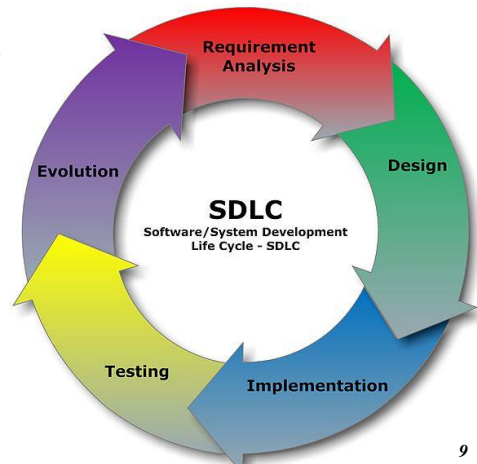 Requirement
Analysis
Design
Evolution
SDLC
Software/System Development
Life Cycle - SDLC
Testing
Implementation
9